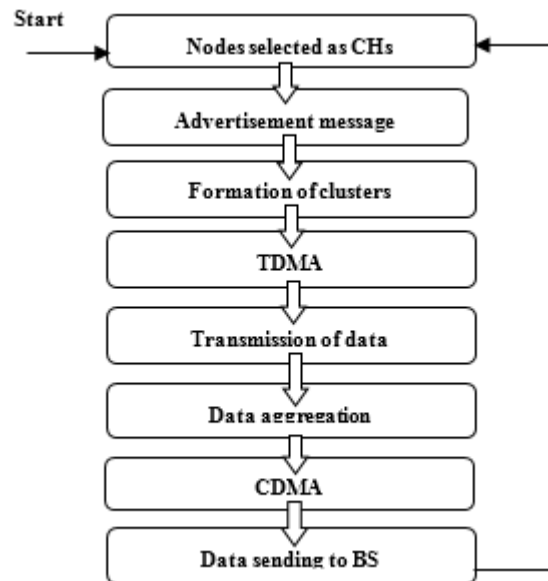 Start
Nodes selected as CHs
Advertisement message
Formation of clusters
TDMA
Transmission of data
Data aggregation
CDMA
Data sending to BS